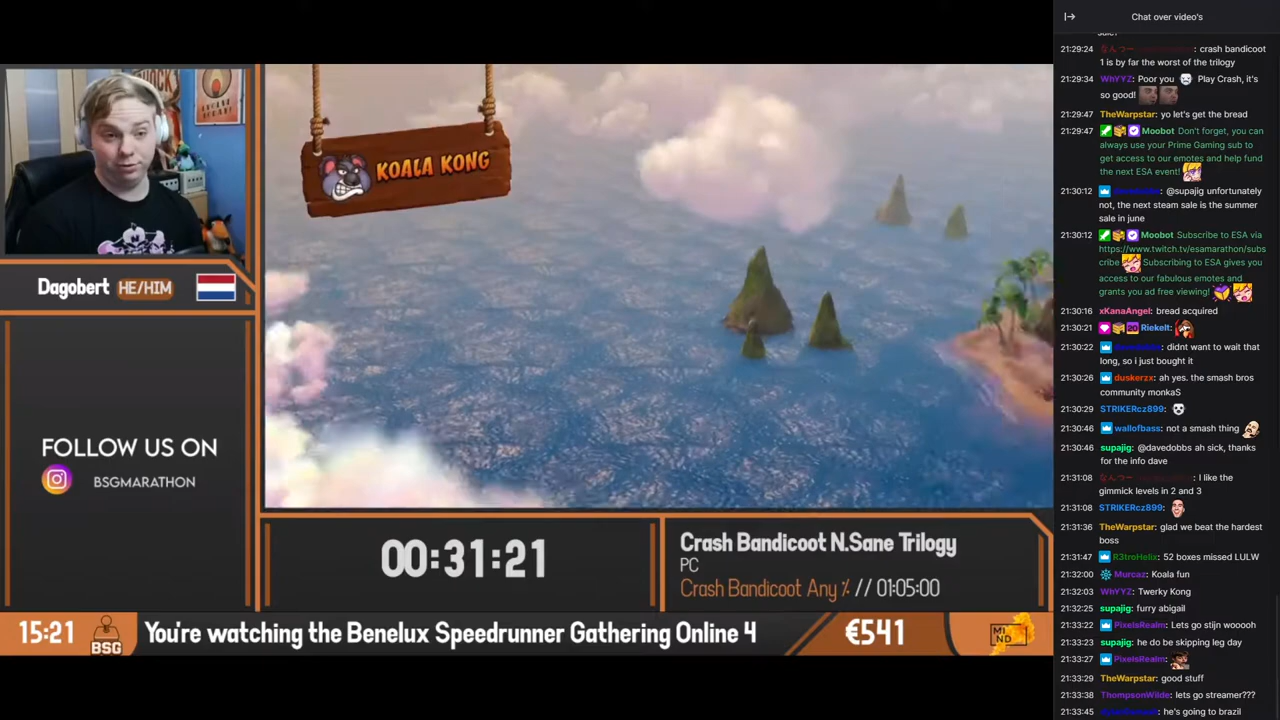 KOALA KONG
Dagobert HE/HIM
FOLLOW US ON
BSGMARATHON
00:31:21
Crash Bandicoot N.Sane Trilogy
PC
Crash Bandicoot Any % // 01:05:00
15:21
BSG
You're watching the Benelux Speedrunner Gathering Online 4
€541
MIND
Chat over video's
21:29:24 なんつー : crash bandicoot
1 is by far the worst of the trilogy
21:29:34 WhYYZ: Poor you Play Crash, it's
so good!
21:29:47 TheWarpstar: yo let's get the bread
21:29:47 Moobot Don't forget, you can
always use your Prime Gaming sub to
get access to our emotes and help fund
the next ESA event!
21:30:12 : @supajig unfortunately
not, the next steam sale is the summer
sale in june
21:30:12 Moobot Subscribe to ESA via
https://www.twitch.tv/esamarathon/subs
cribe Subscribing to ESA gives you
access to our fabulous emotes and
grants you ad free viewing!
21:30:16 xKanaAngel: bread acquired
21:30:21 Riekelt:
21:30:22 : didnt want to wait that
long, so i just bought it
21:30:26 duskerzx: ah yes. the smash bros
community monkaS
21:30:29 STRIKERcz899:
21:30:46 wallofbass: not a smash thing
21:30:46 supajig: @davedobbs ah sick, thanks
for the info dave
21:31:08 なんつー : I like the
gimmick levels in 2 and 3
21:31:08 STRIKERcz899:
21:31:36 TheWarpstar: glad we beat the hardest
boss
21:31:47 R3troHelix: 52 boxes missed LULW
21:32:00 Murcaz: Koala fun
21:32:03 WhYYZ: Twerky Kong
21:32:25 supajig: furry abigail
21:33:22 PixelsRealm: Lets go stijn wooooh
21:33:23 supajig: he do be skipping leg day
21:33:27 PixelsRealm:
21:33:29 TheWarpstar: good stuff
21:33:38 ThompsonWilde: lets go streamer???
21:33:45 : he's going to brazil